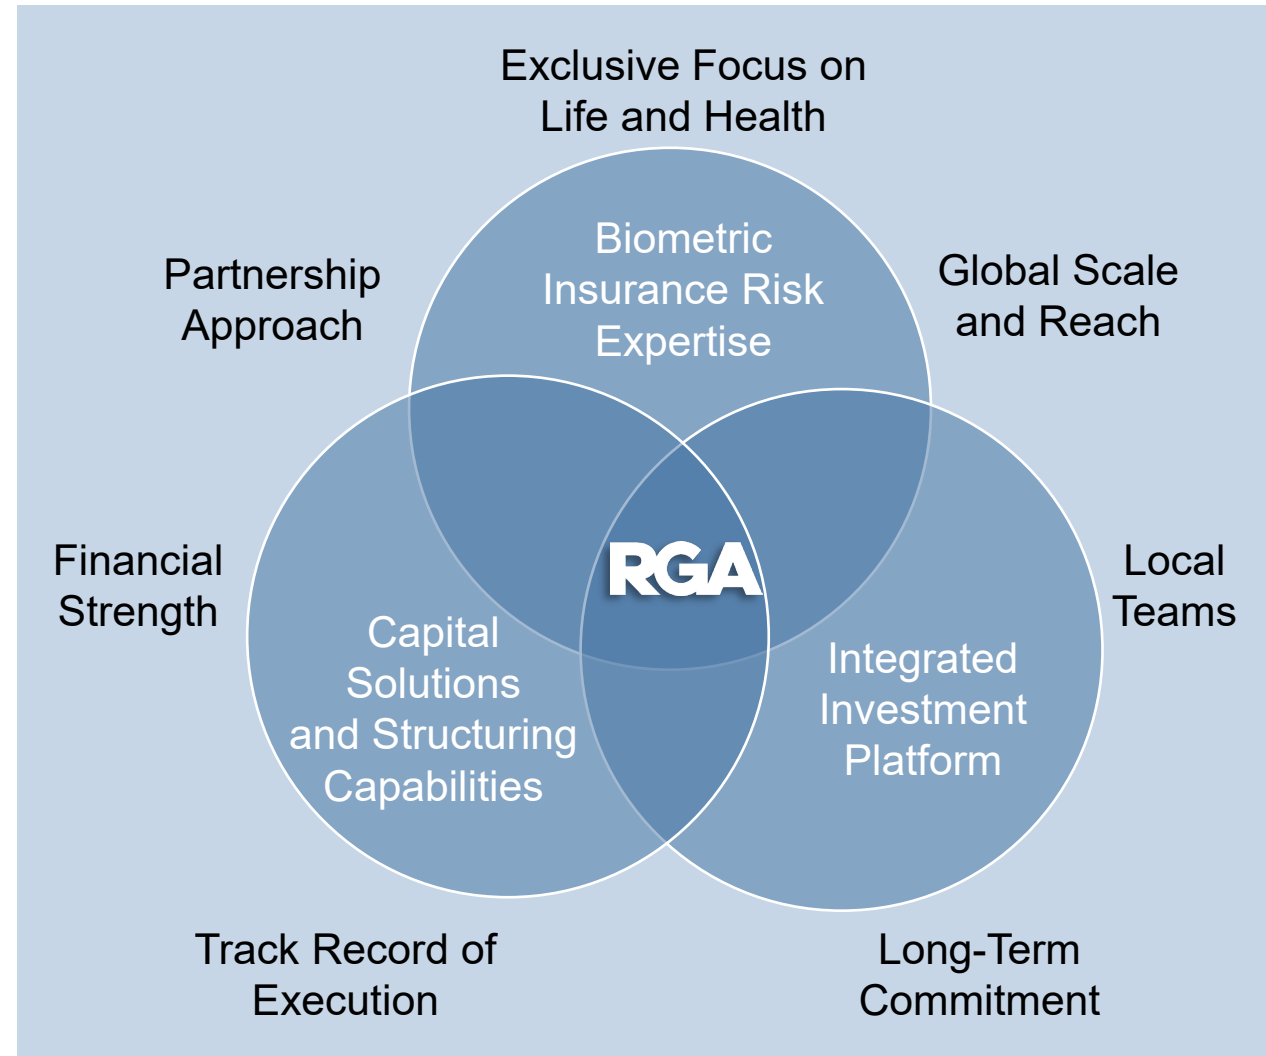 Exclusive Focus on
Life and Health
Biometric
Insurance Risk
Expertise
Partnership
Approach
Global Scale
and Reach
RGA
Financial
Strength
Local
Teams
Capital
Solutions
and Structuring
Capabilities
Integrated
Investment
Platform
Track Record of
Execution
Long-Term
Commitment